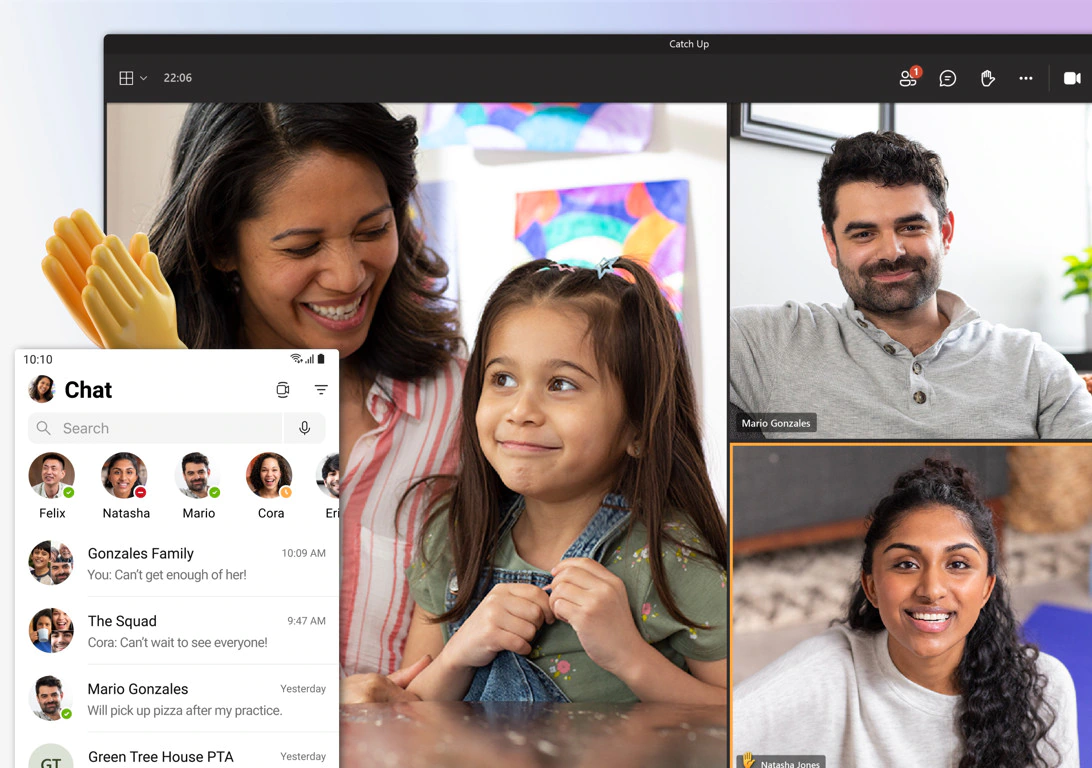 Catch Up
22:06
1
Mario Gonzales
Natasha Jones
10:10
Chat
Search
Felix
Natasha
Mario
Cora
Eri
Gonzales Family
10:09 AM
You: Can't get enough of her!
The Squad
9:47 AM
Cora: Can't wait to see everyone!
Mario Gonzales
Yesterday
Will pick up pizza after my practice.
GT
Green Tree House PTA
Yesterday